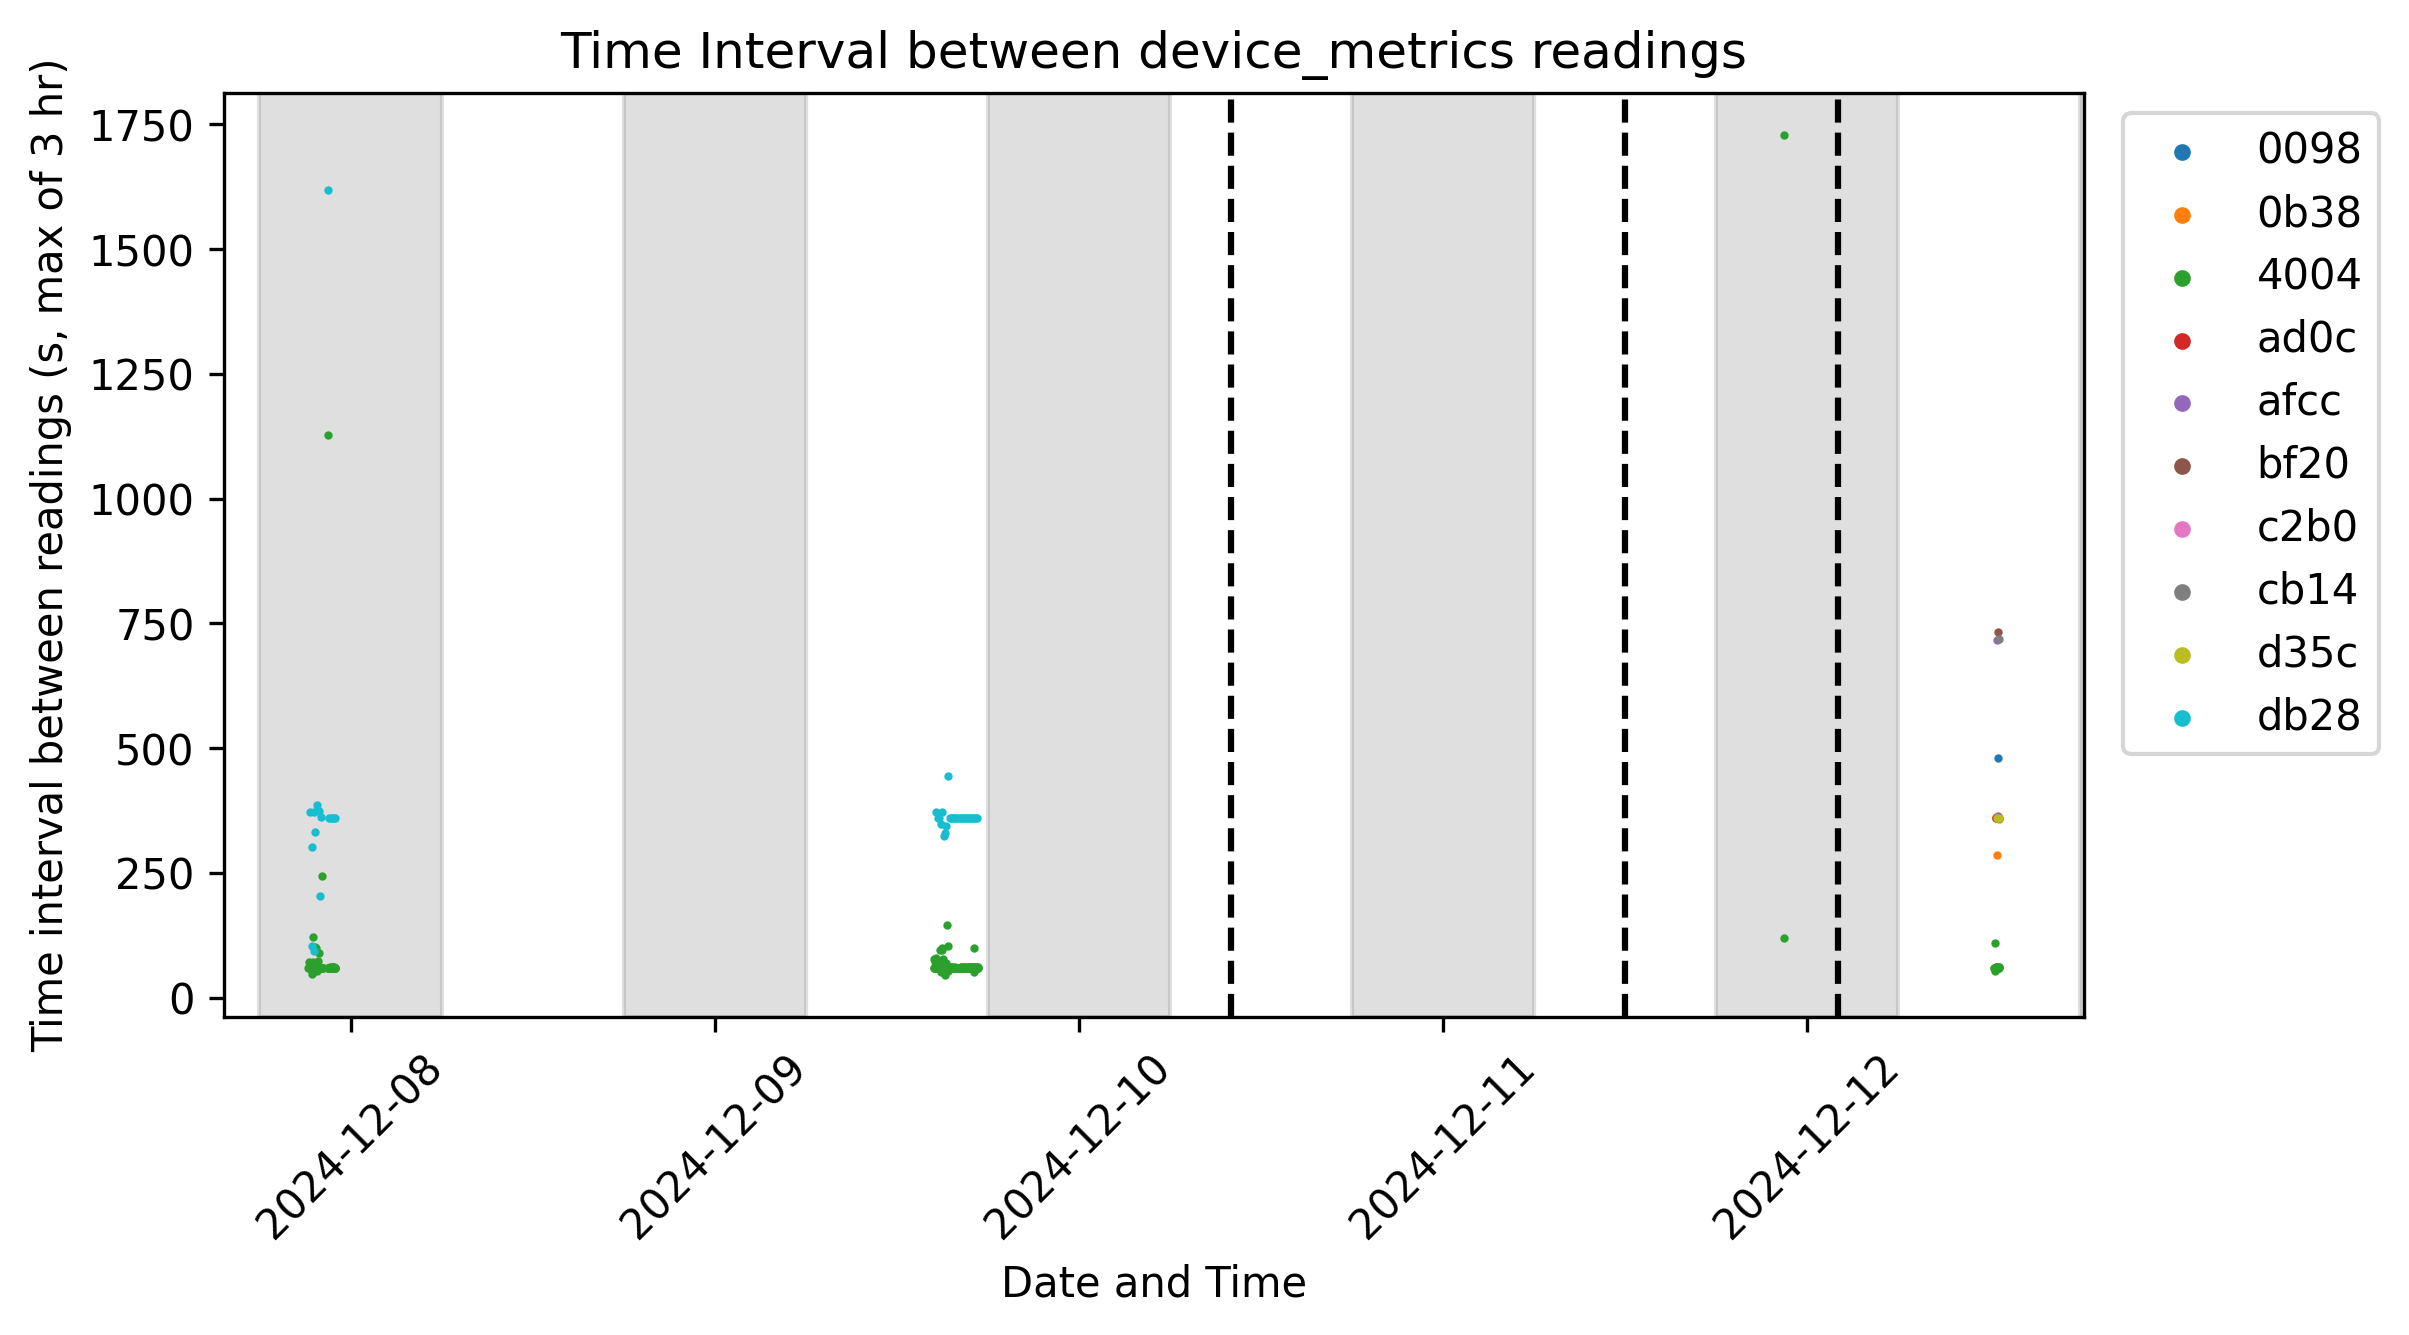 Time Interval between device_metrics readings
Time interval between readings (s, max of 3 hr)
1750
1500
1250
1000
750
500
250
0
2024-12-08
2024-12-09
2024-12-10
2024-12-11
2024-12-12
Date and Time
0098
0b38
4004
ad0c
afcc
bf20
c2b0
cb14
d35c
db28